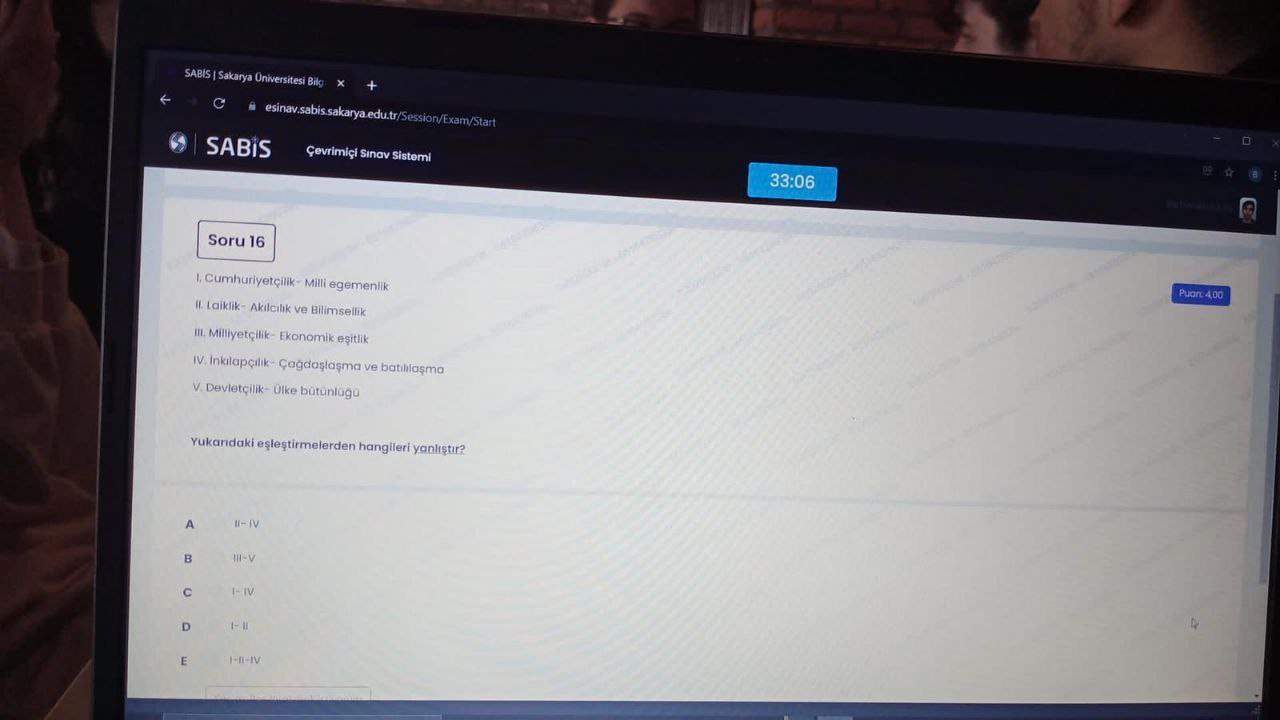 SABİS | Sakarya Üniversitesi Bilg
esinav.sabis.sakarya.edu.tr/Session/Exam/Start
SABİS
Çevrimiçi Sınav Sistemi
33:06
B
Soru 16
Puan: 4,00
I. Cumhuriyetçilik- Milli egemenlik
II. Laiklik- Akılcılık ve Bilimsellik
III. Milliyetçilik- Ekonomik eşitlik
IV. İnkılapçılık- Çağdaşlaşma ve batılılaşma
V. Devletçilik- Ülke bütünlüğü
Yukarıdaki eşleştirmelerden hangileri yanlıştır?
A II- IV
B III-V
C I- IV
D I- II
E I-II-IV